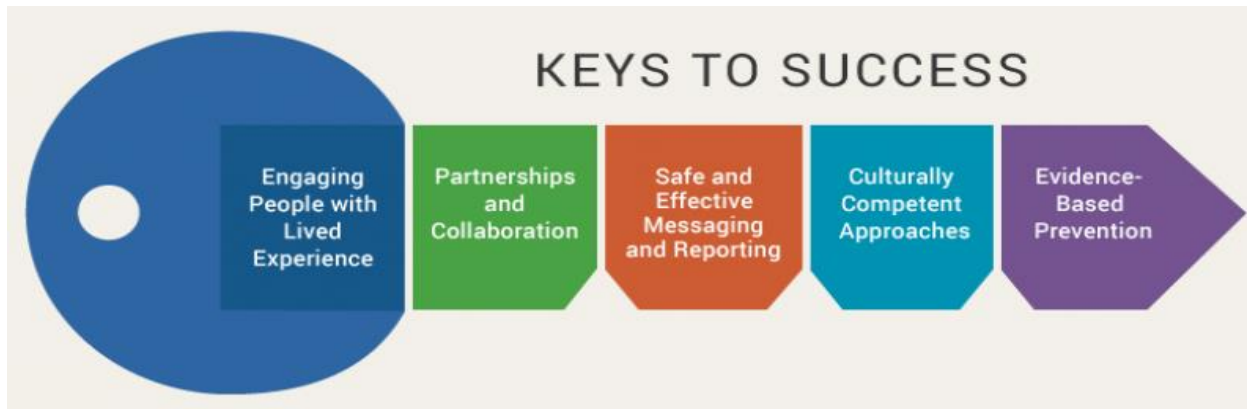 KEYS TO SUCCESS
Engaging
People with
Lived
Experience
Partnerships
and
Collaboration
Safe and
Effective
Messaging
and Reporting
Culturally
Competent
Approaches
Evidence-
Based
Prevention